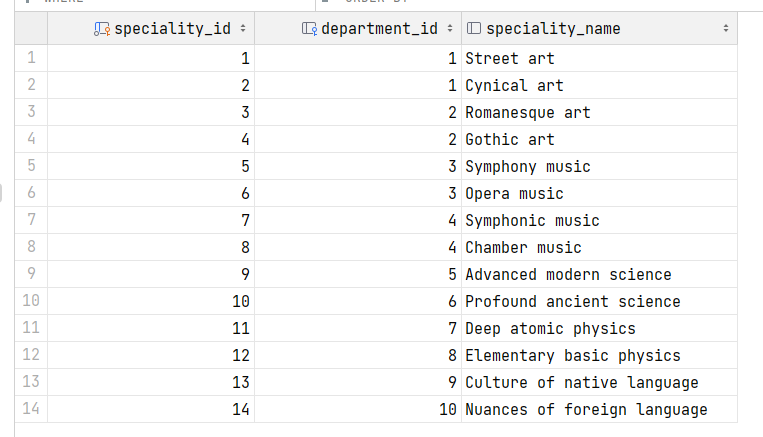 speciality_id department_id speciality_name
1 1 1 Street art
2 2 1 Cynical art
3 3 2 Romanesque art
4 4 2 Gothic art
5 5 3 Symphony music
6 6 3 Opera music
7 7 4 Symphonic music
8 8 4 Chamber music
9 9 5 Advanced modern science
10 10 6 Profound ancient science
11 11 7 Deep atomic physics
12 12 8 Elementary basic physics
13 13 9 Culture of native language
14 14 10 Nuances of foreign language